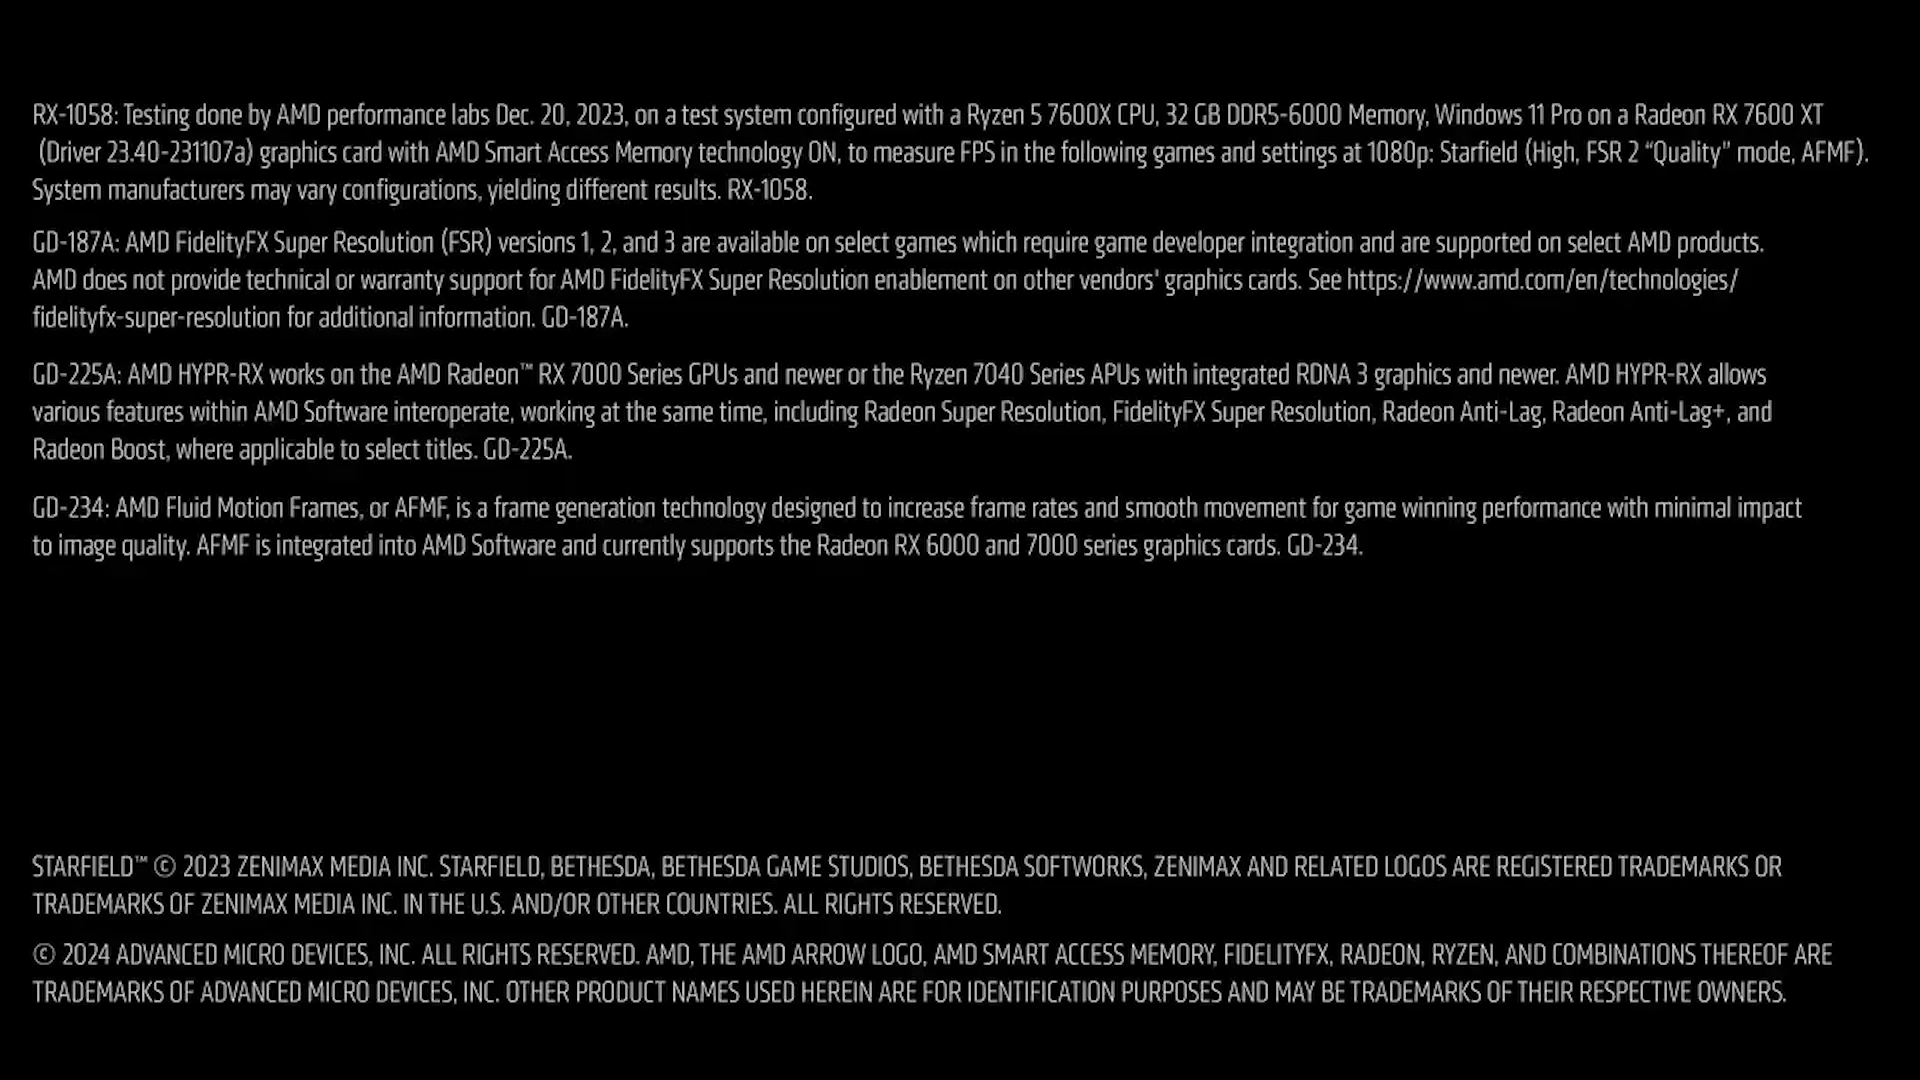 RX-1058: Testing done by AMD performance labs Dec. 20, 2023, on a test system configured with a Ryzen 5 7600X CPU, 32 GB DDR5-6000 Memory, Windows 11 Pro on a Radeon RX 7600 XT
(Driver 23.40-231107a) graphics card with AMD Smart Access Memory technology ON, to measure FPS in the following games and settings at 1080p: Starfield (High, FSR 2 “Quality” mode, AFMF).
System manufacturers may vary configurations, yielding different results. RX-1058.
GD-187A: AMD FidelityFX Super Resolution (FSR) versions 1, 2, and 3 are available on select games which require game developer integration and are supported on select AMD products.
AMD does not provide technical or warranty support for AMD FidelityFX Super Resolution enablement on other vendors' graphics cards. See https://www.amd.com/en/technologies/
fidelityfx-super-resolution for additional information. GD-187A.
GD-225A: AMD HYPR-RX works on the AMD Radeon™ RX 7000 Series GPUs and newer or the Ryzen 7040 Series APUs with integrated RDNA 3 graphics and newer. AMD HYPR-RX allows
various features within AMD Software interoperate, working at the same time, including Radeon Super Resolution, FidelityFX Super Resolution, Radeon Anti-Lag, Radeon Anti-Lag+, and
Radeon Boost, where applicable to select titles. GD-225A.
GD-234: AMD Fluid Motion Frames, or AFMF, is a frame generation technology designed to increase frame rates and smooth movement for game winning performance with minimal impact
to image quality. AFMF is integrated into AMD Software and currently supports the Radeon RX 6000 and 7000 series graphics cards. GD-234.
STARFIELD™ © 2023 ZENIMAX MEDIA INC. STARFIELD, BETHESDA, BETHESDA GAME STUDIOS, BETHESDA SOFTWORKS, ZENIMAX AND RELATED LOGOS ARE REGISTERED TRADEMARKS OR
TRADEMARKS OF ZENIMAX MEDIA INC. IN THE U.S. AND/OR OTHER COUNTRIES. ALL RIGHTS RESERVED.
© 2024 ADVANCED MICRO DEVICES, INC. ALL RIGHTS RESERVED. AMD, THE AMD ARROW LOGO, AMD SMART ACCESS MEMORY, FIDELITYFX, RADEON, RYZEN, AND COMBINATIONS THEREOF ARE
TRADEMARKS OF ADVANCED MICRO DEVICES, INC. OTHER PRODUCT NAMES USED HEREIN ARE FOR IDENTIFICATION PURPOSES AND MAY BE TRADEMARKS OF THEIR RESPECTIVE OWNERS.